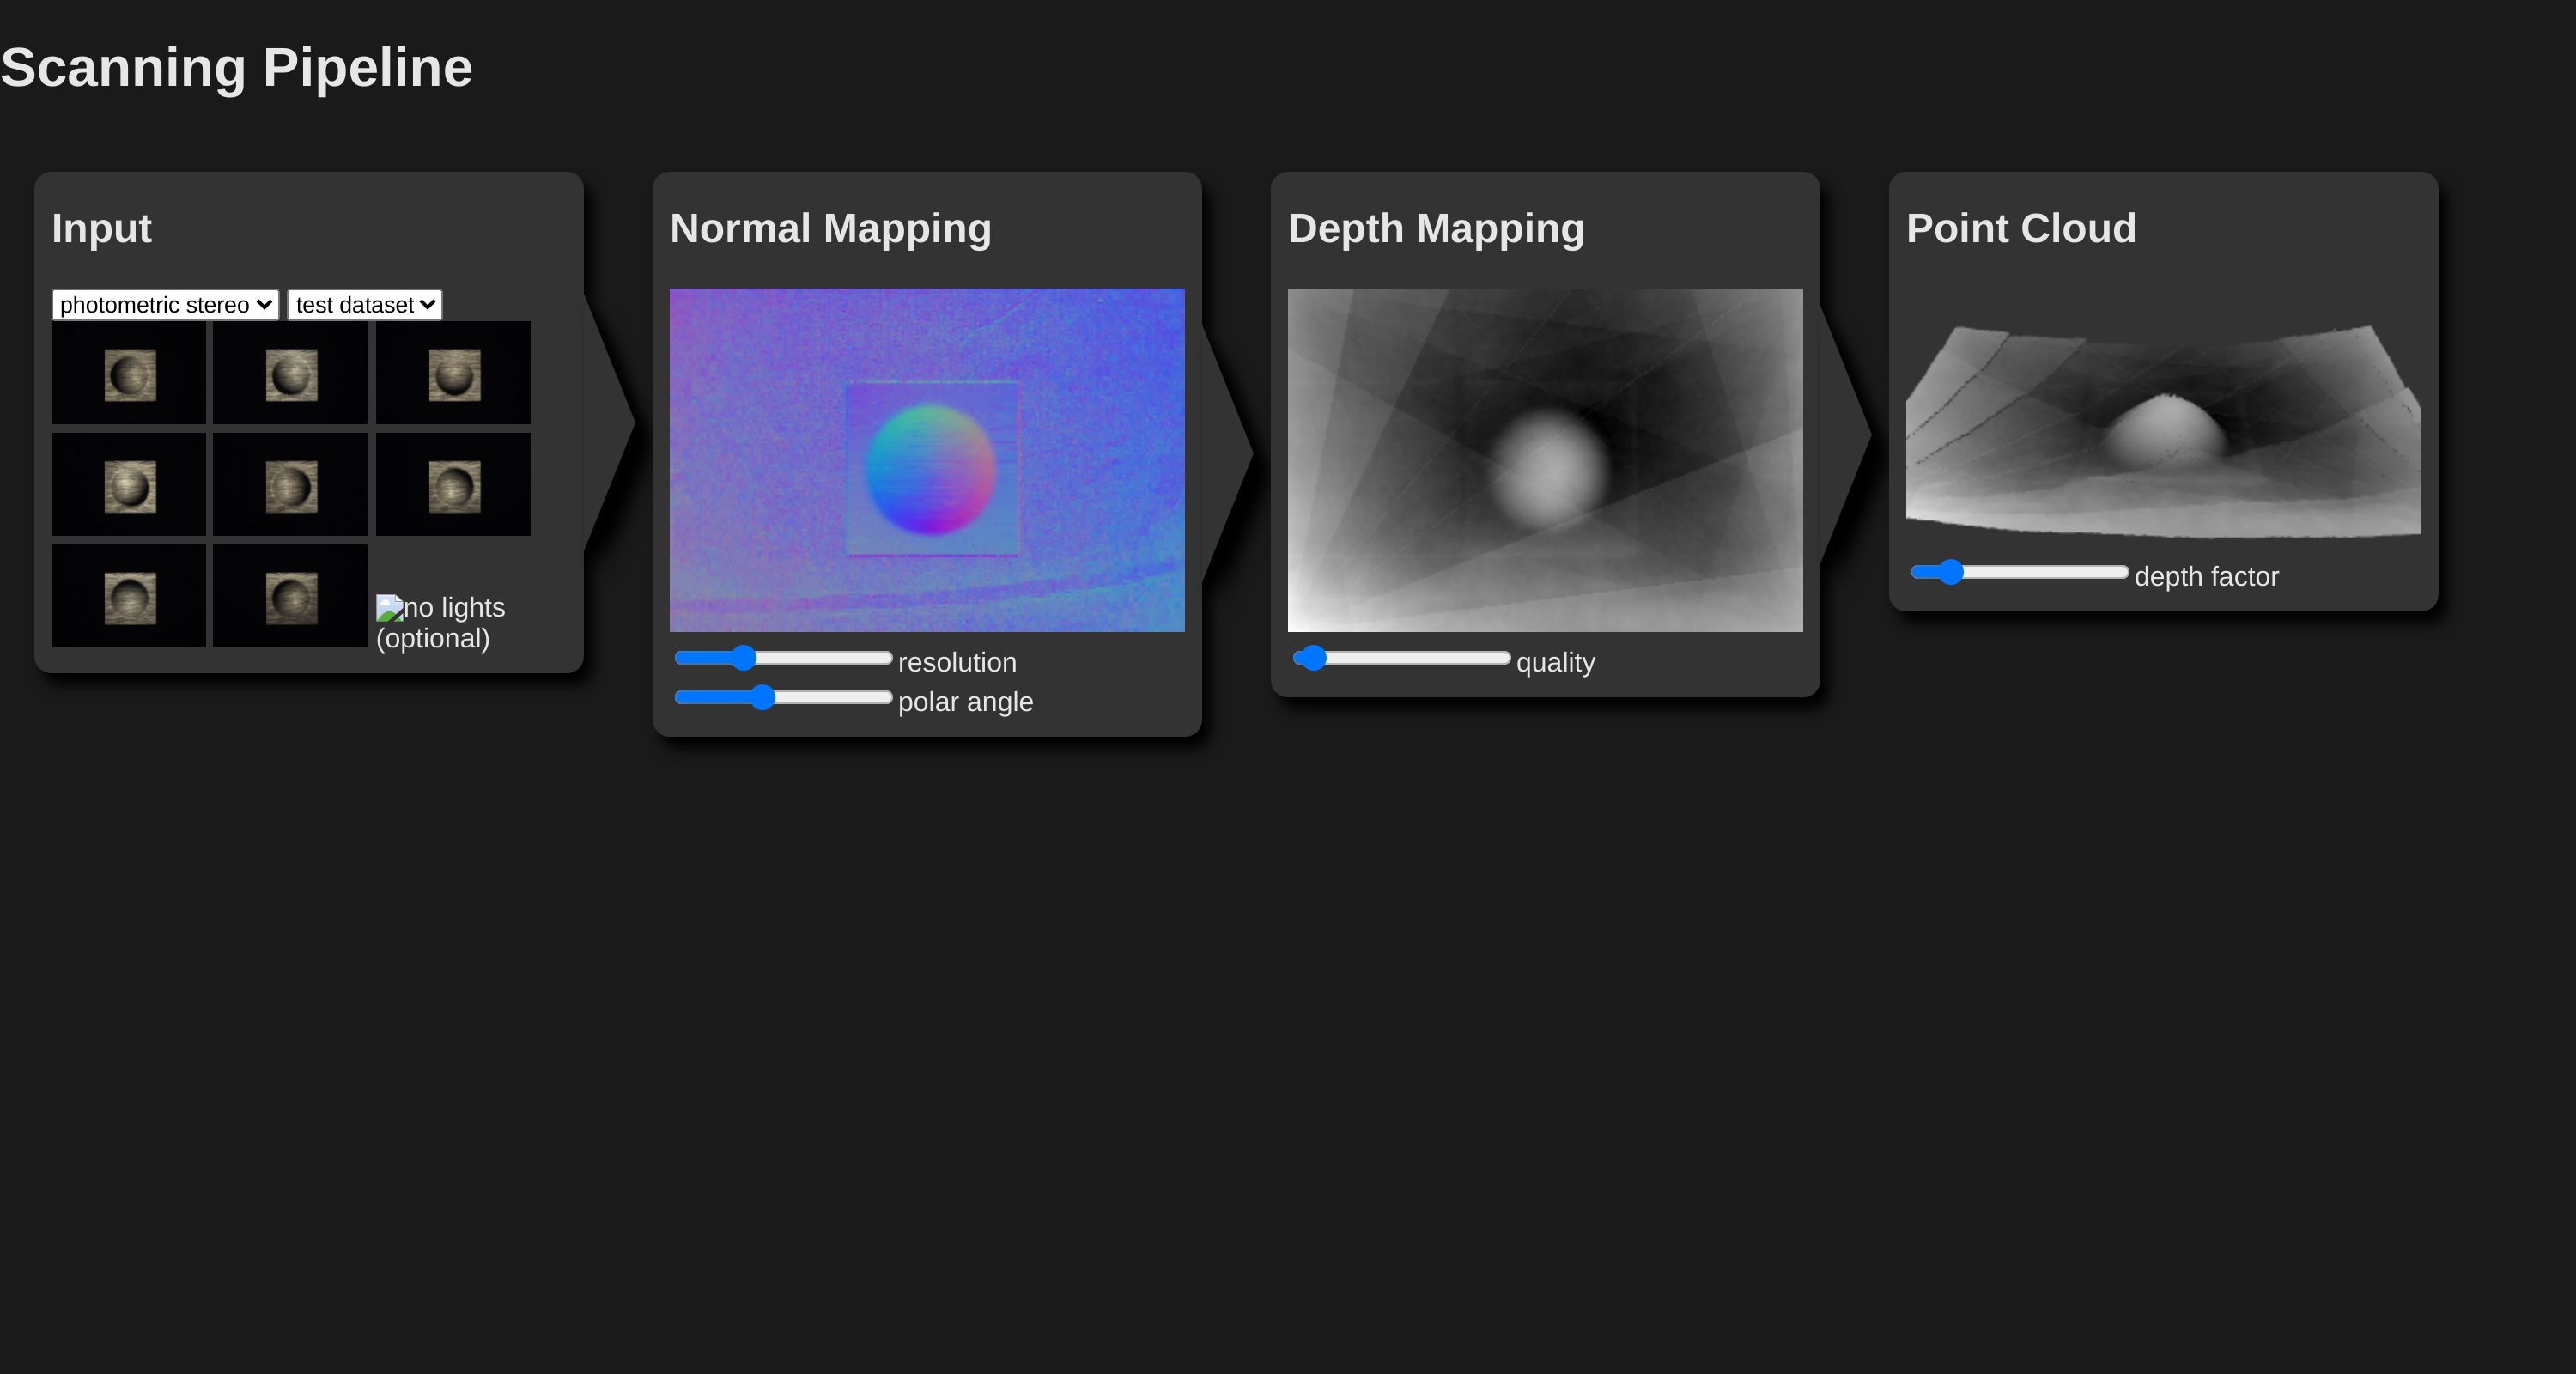 Scanning Pipeline
Input
photometric stereo test dataset
no lights
(optional)
Normal Mapping
resolution
polar angle
Depth Mapping
quality
Point Cloud
depth factor